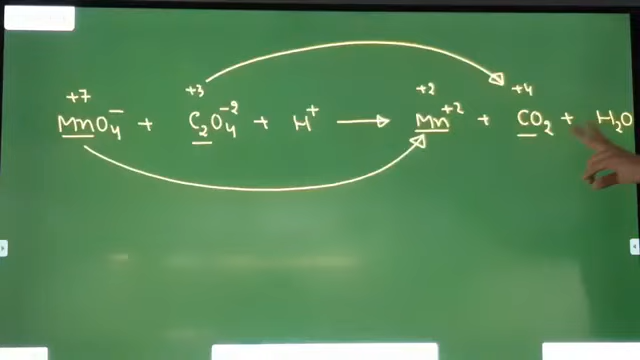 +7 +3 +2 +4
MnO₄⁻ + C₂O₄⁻² + H⁺ → Mn⁺² + CO₂ + H₂O